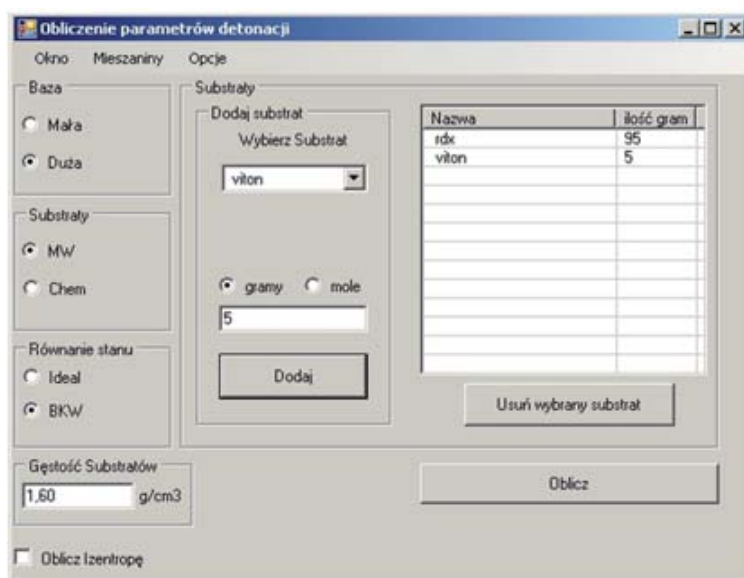 Obliczenie parametrów detonacji
Okno Mieszaniny Opcje
Baza
Mała
Duża
Substraty
MW
Chem
Równanie stanu
Ideal
BKW
Gęstość Substratów
1,60 g/cm3
Oblicz Izentropę
Substraty
Dodaj substrat
Wybierz Substrat
viton
gramy mole
5
Dodaj
Nazwa ilość gram
rdx 95
viton 5
Usuń wybrany substrat
Oblicz